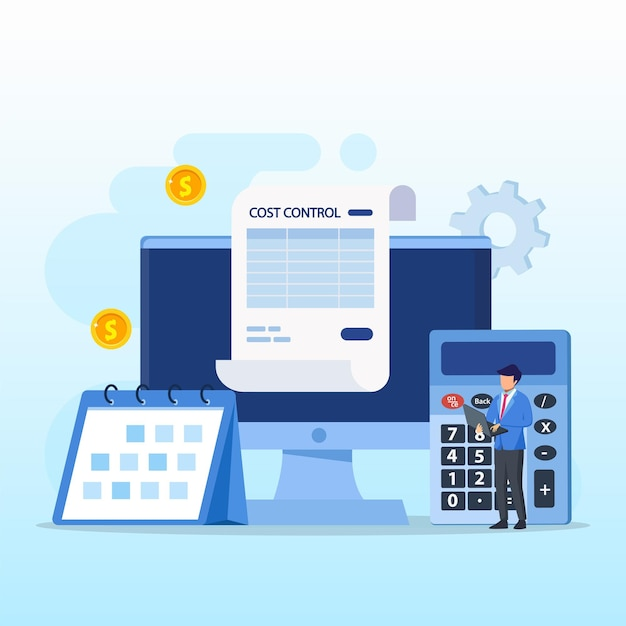 COST CONTROL
$
$
on/ce Back /
7 8 x
4 5 -
1 2
0 . = +